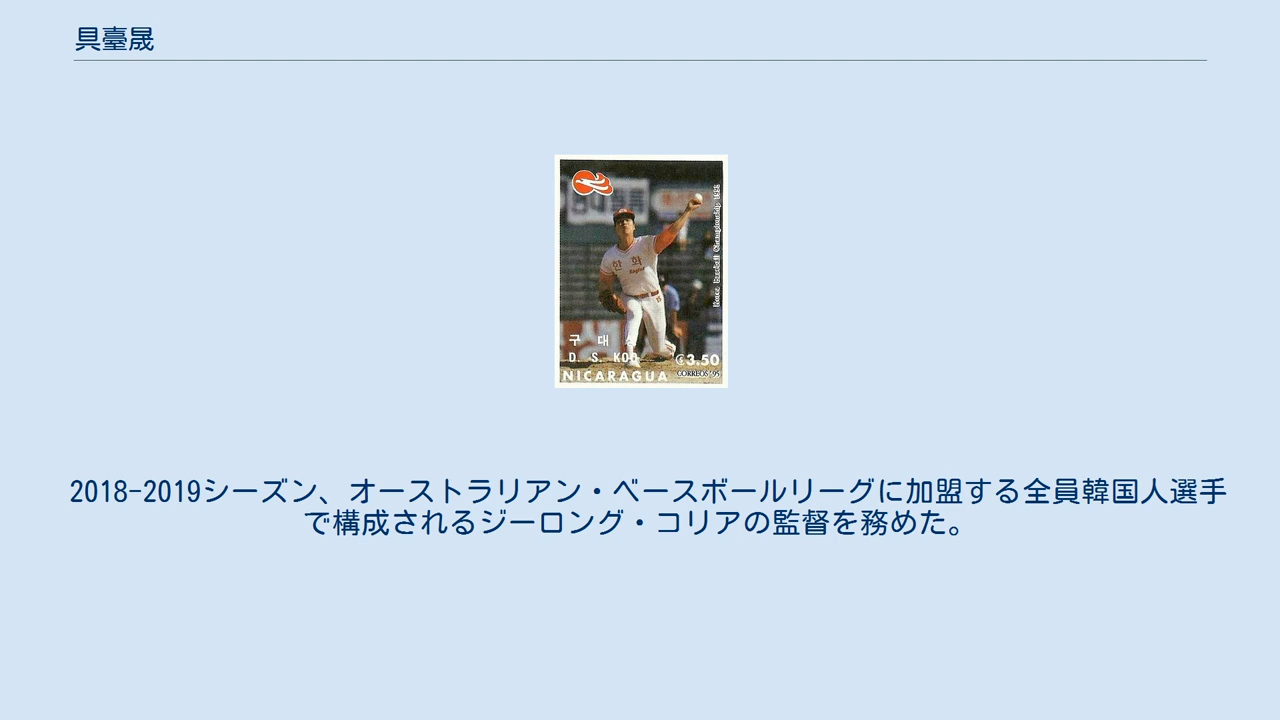 具臺晟
한 화
Eagles
구 대
D. S. KOO
₡3.50
NICARAGUA
CORREOS '95
2018-2019シーズン、オーストラリアン・ベースボールリーグに加盟する全員韓国人選手
で構成されるジーロング・コリアの監督を務めた。